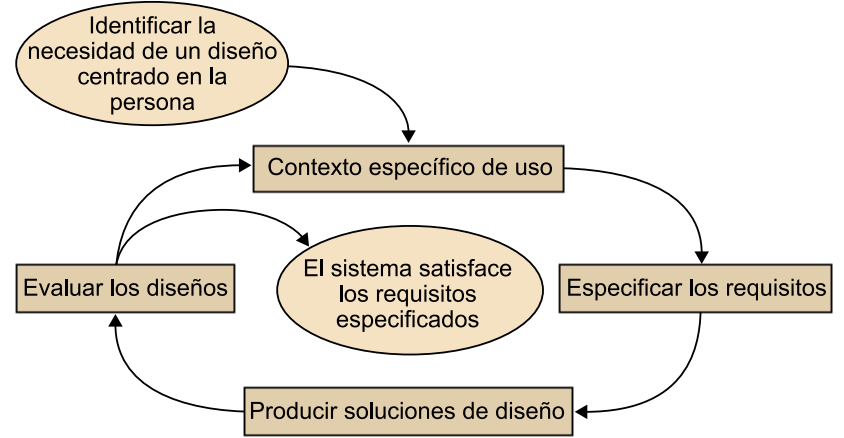 Identificar la
necesidad de un diseño
centrado en la
persona
Contexto específico de uso
Evaluar los diseños
El sistema satisface
los requisitos
especificados
Especificar los requisitos
Producir soluciones de diseño